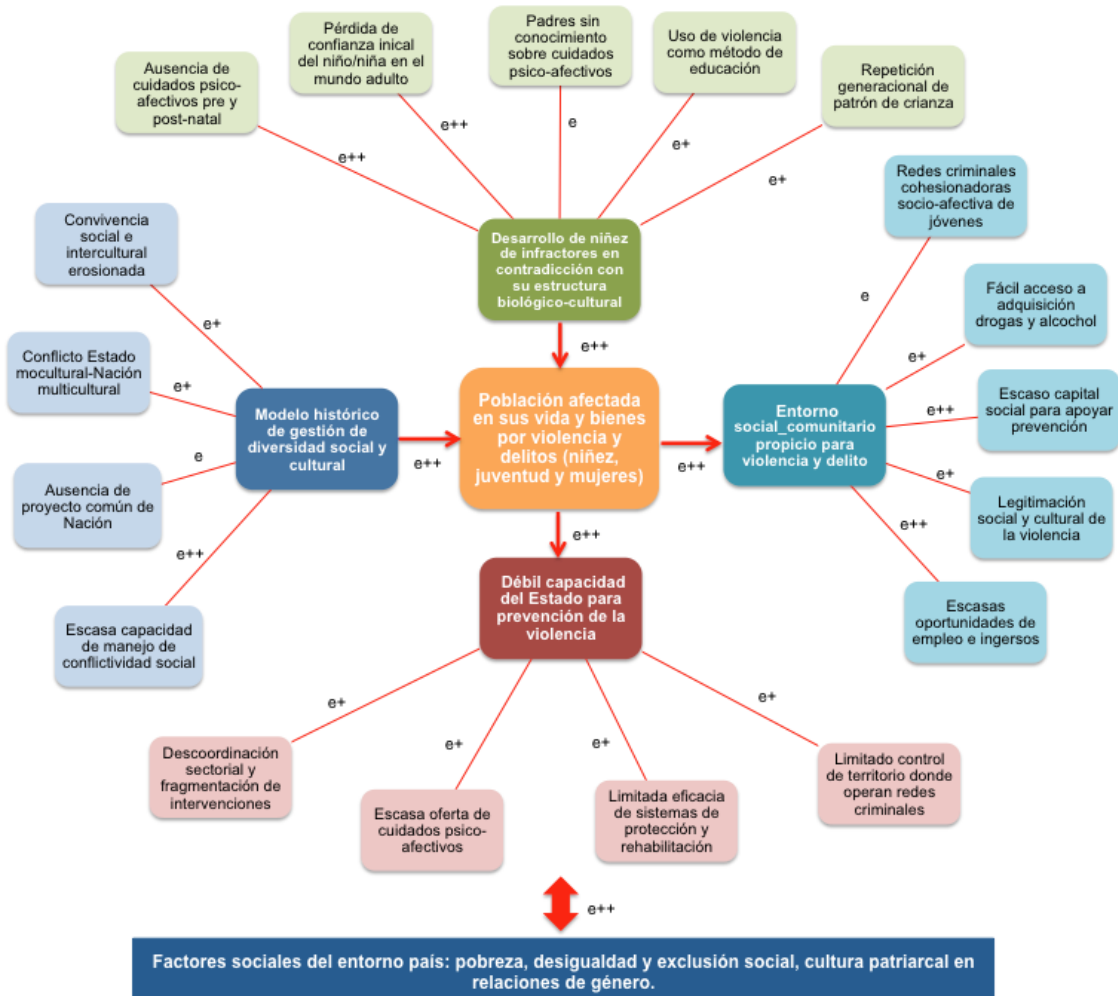 Ausencia de
cuidados psico-
afectivos pre y
post-natal
e++
Pérdida de
confianza inical
del niño/niña en el
mundo adulto
e++
Padres sin
conocimiento
sobre cuidados
psico-afectivos
e
Uso de violencia
como método de
educación
e+
Repetición
generacional de
patrón de crianza
e+
Desarrollo de niñez
de infractores en
contradicción con
su estructura
biológico-cultural
e++
Convivencia
social e
intercultural
erosionada
e+
Conflicto Estado
mocultural-Nación
multicultural
e+
Ausencia de
proyecto común de
Nación
e
Escasa capacidad
de manejo de
conflictividad social
e++
Modelo histórico
de gestión de
diversidad social y
cultural
e++
Población afectada
en sus vida y bienes
por violencia y
delitos (niñez,
juventud y mujeres)
e++
Entorno
social_comunitario
propicio para
violencia y delito
Redes criminales
cohesionadoras
socio-afectiva de
jóvenes
e
Fácil acceso a
adquisición
drogas y alcochol
e+
Escaso capital
social para apoyar
prevención
e++
Legitimación
social y cultural de
la violencia
e+
Escasas
oportunidades de
empleo e ingersos
e++
e++
Débil capacidad
del Estado para
prevención de la
violencia
e+
Descoordinación
sectorial y
fragmentación de
intervenciones
e+
Escasa oferta de
cuidados psico-
afectivos
e+
Limitada eficacia
de sistemas de
protección y
rehabilitación
e+
Limitado control
de territorio donde
operan redes
criminales
e++
Factores sociales del entorno país: pobreza, desigualdad y exclusión social, cultura patriarcal en
relaciones de género.